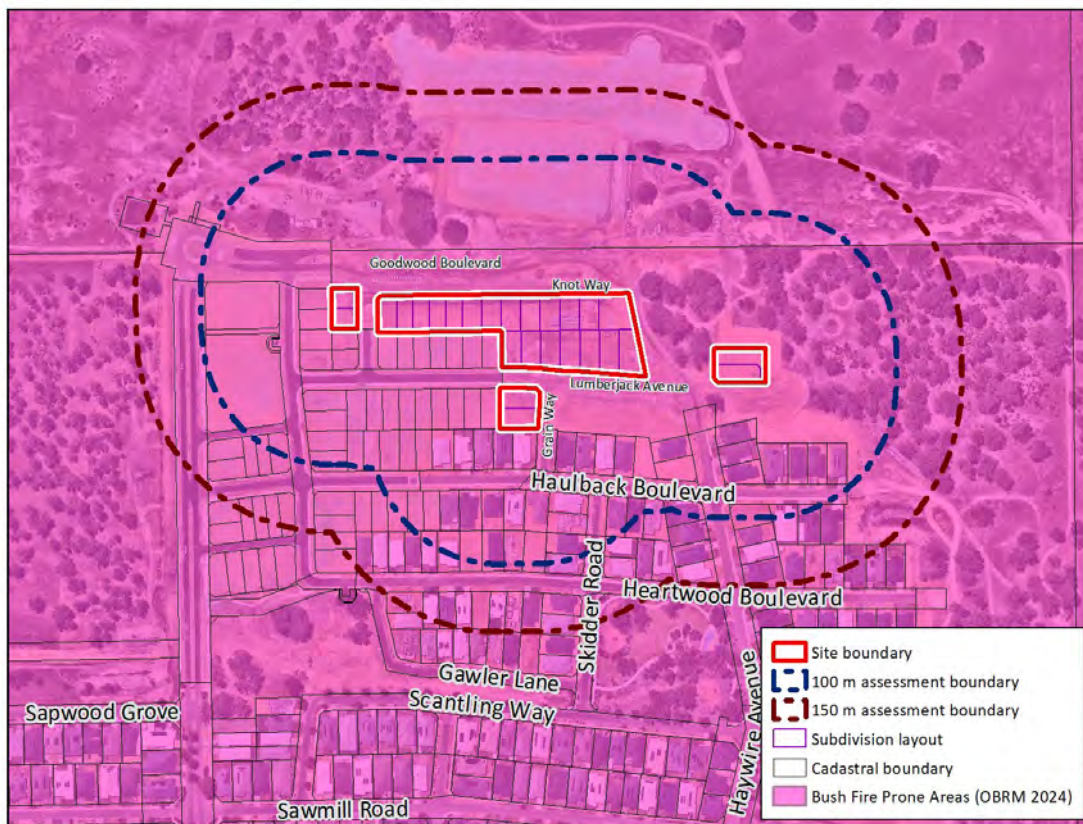 Goodwood Boulevard
Knot Way
Lumberjack Avenue
Grain Way
Haulback Boulevard
Skidder Road
Heartwood Boulevard
Gawler Lane
Scantling Way
Haywire Avenue
Sapwood Grove
Sawmill Road
Site boundary
100 m assessment boundary
150 m assessment boundary
Subdivision layout
Cadastral boundary
Bush Fire Prone Areas (OBRM 2024)